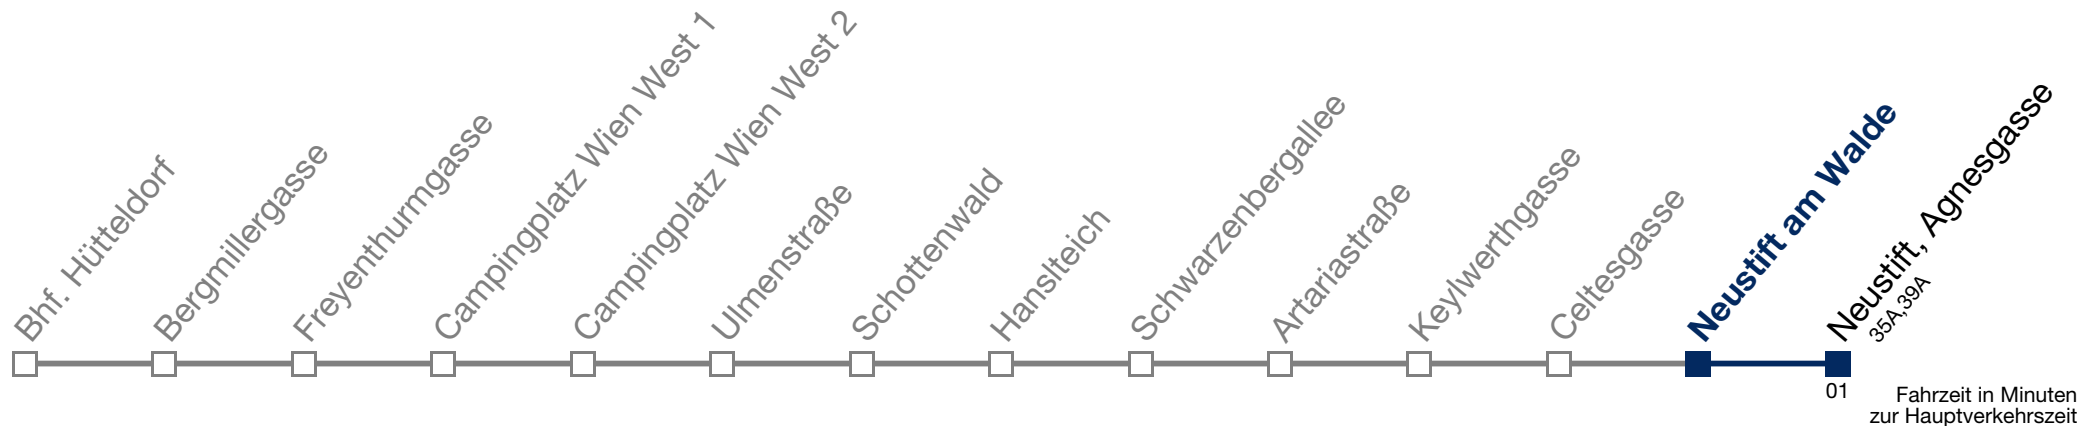 Bhf. Hütteldorf
Bergmillergasse
Freyenthurmgasse
Campingplatz Wien West 1
Campingplatz Wien West 2
Ulmenstraße
Schottenwald
Hanslteich
Schwarzenbergallee
Artariastraße
Keylwerthgasse
Celtesgasse
Neustift am Walde
Neustift, Agnesgasse
35A,39A
01
Fahrzeit in Minuten
zur Hauptverkehrszeit